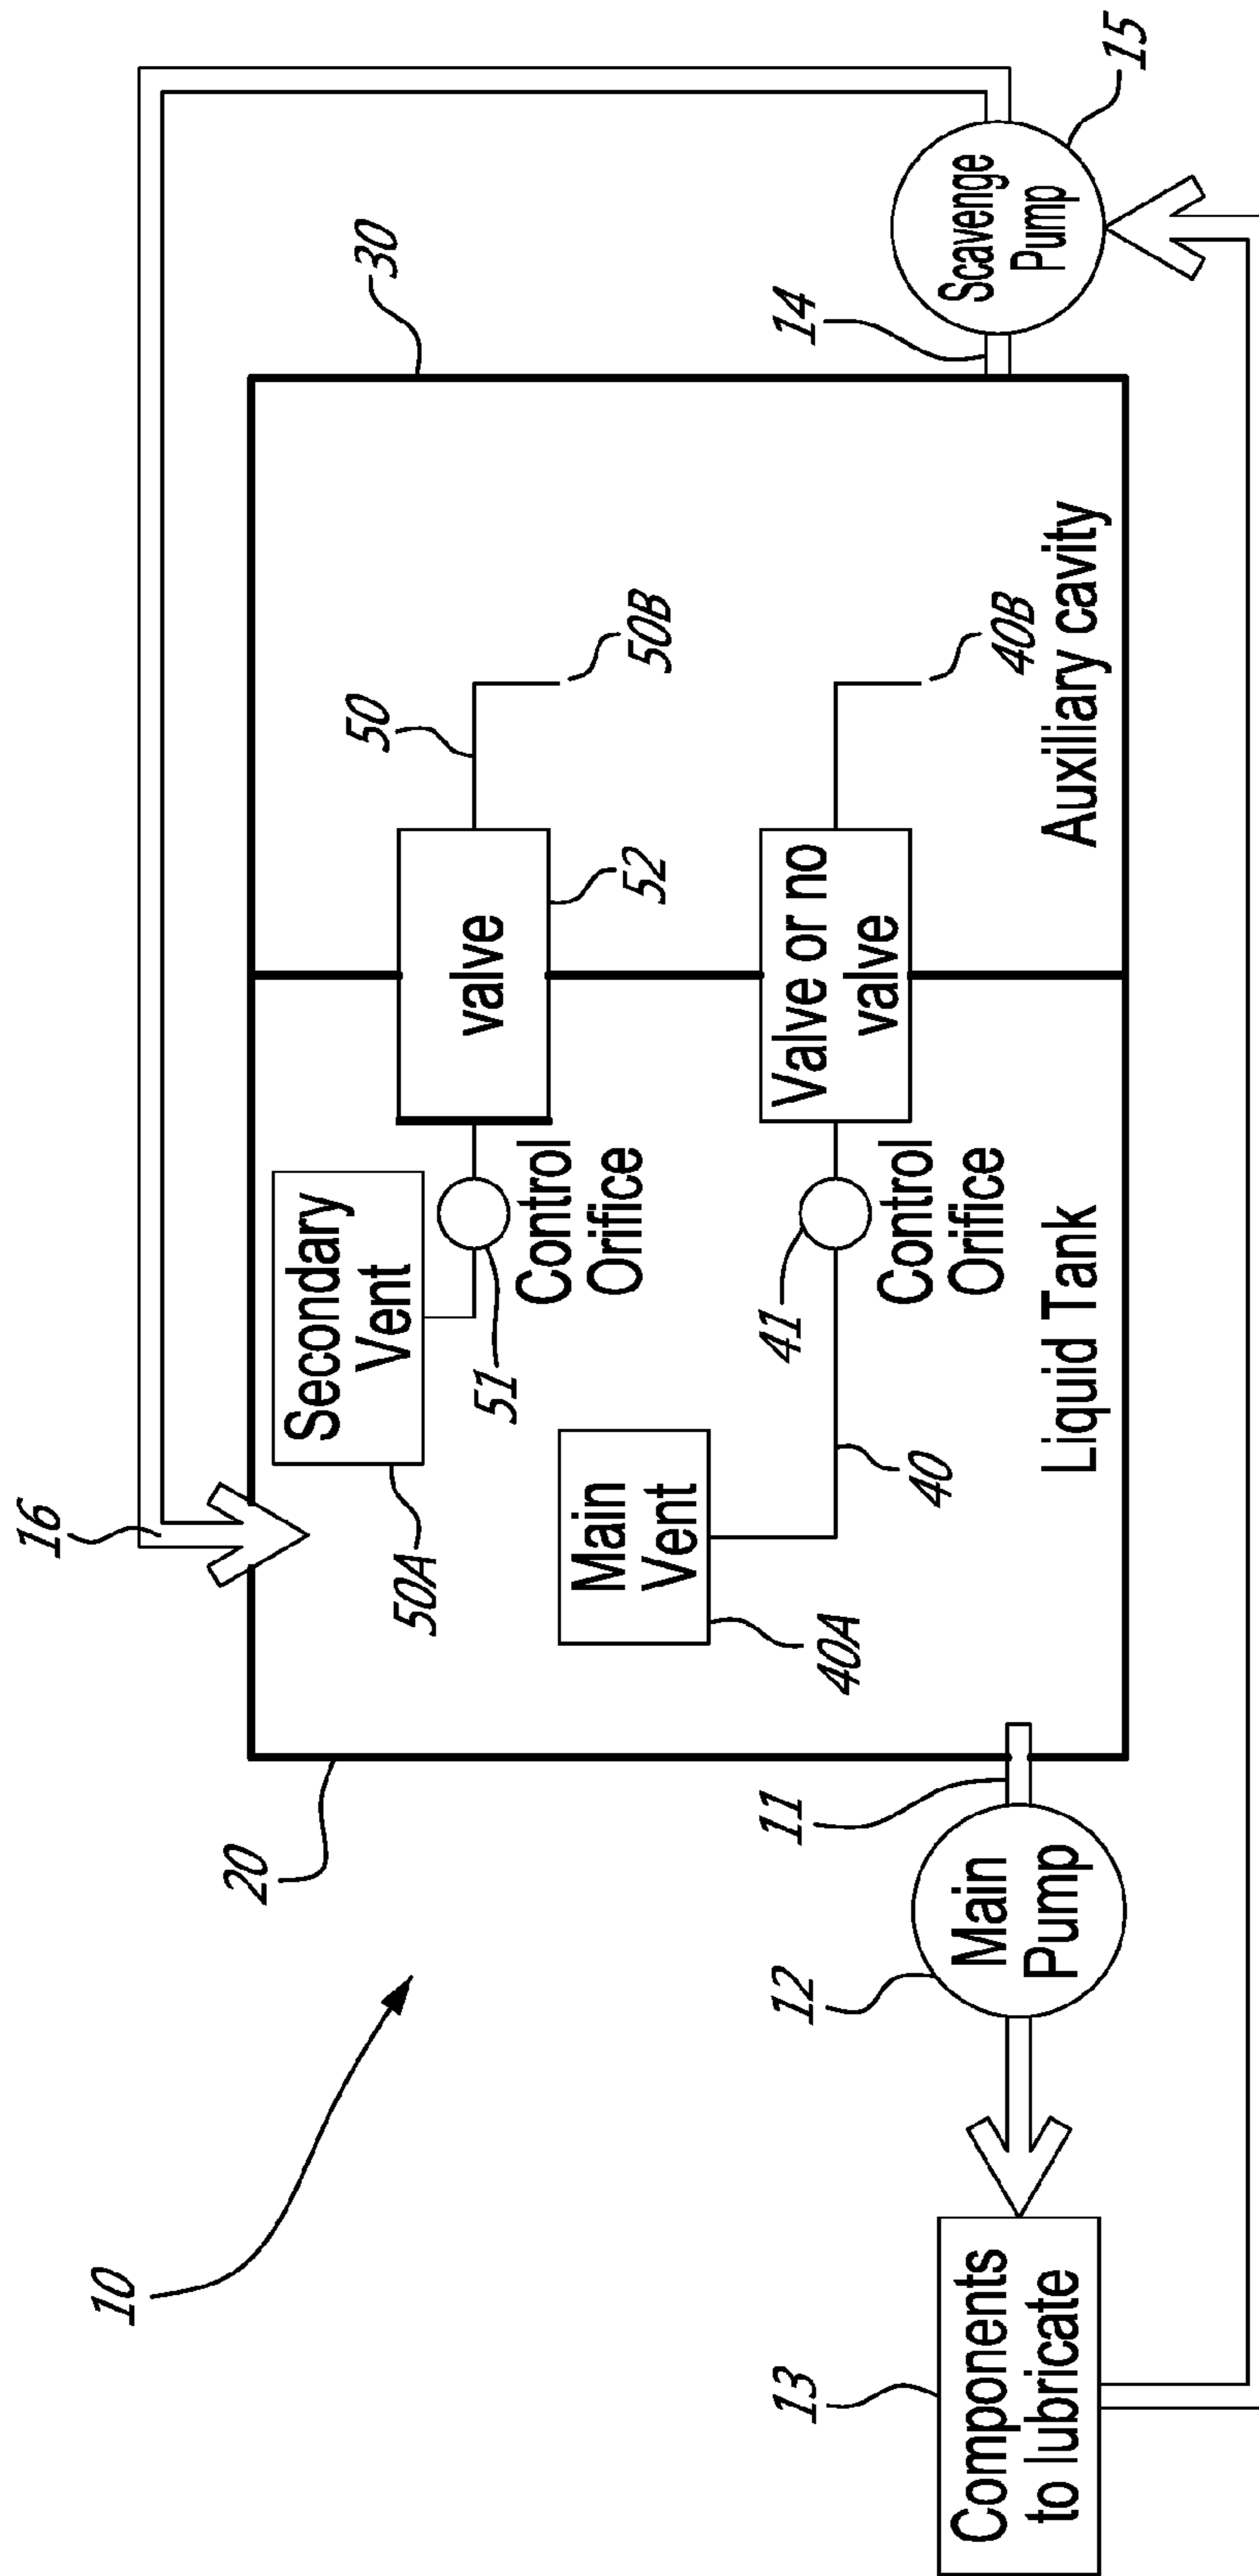 10
20
16
30
Secondary
Vent
50A
51
Control
Orifice
valve
52
50
50B
Main
Vent
40A
40
41
Control
Orifice
Valve or no
valve
40B
Liquid Tank
Auxiliary cavity
11
Main
Pump
12
13
Components
to lubricate
14
Scavenge
Pump
15